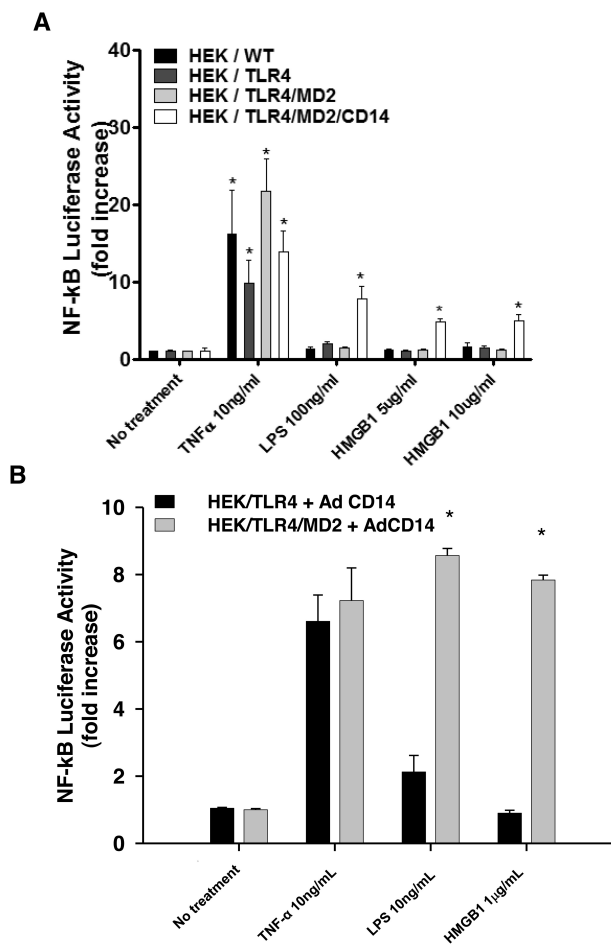 A
40
30
20
10
0
NF-kB Luciferase Activity
(fold increase)
HEK / WT
HEK / TLR4
HEK / TLR4/MD2
HEK / TLR4/MD2/CD14
*
*
*
*
*
*
*
No treatment
TNFα 10ng/ml
LPS 100ng/ml
HMGB1 5ug/ml
HMGB1 10ug/ml
B
10
8
6
4
2
0
NF-kB Luciferase Activity
(fold increase)
HEK/TLR4 + Ad CD14
HEK/TLR4/MD2 + AdCD14
*
*
No treatment
TNF-α 10ng/mL
LPS 10ng/mL
HMGB1 1µg/mL